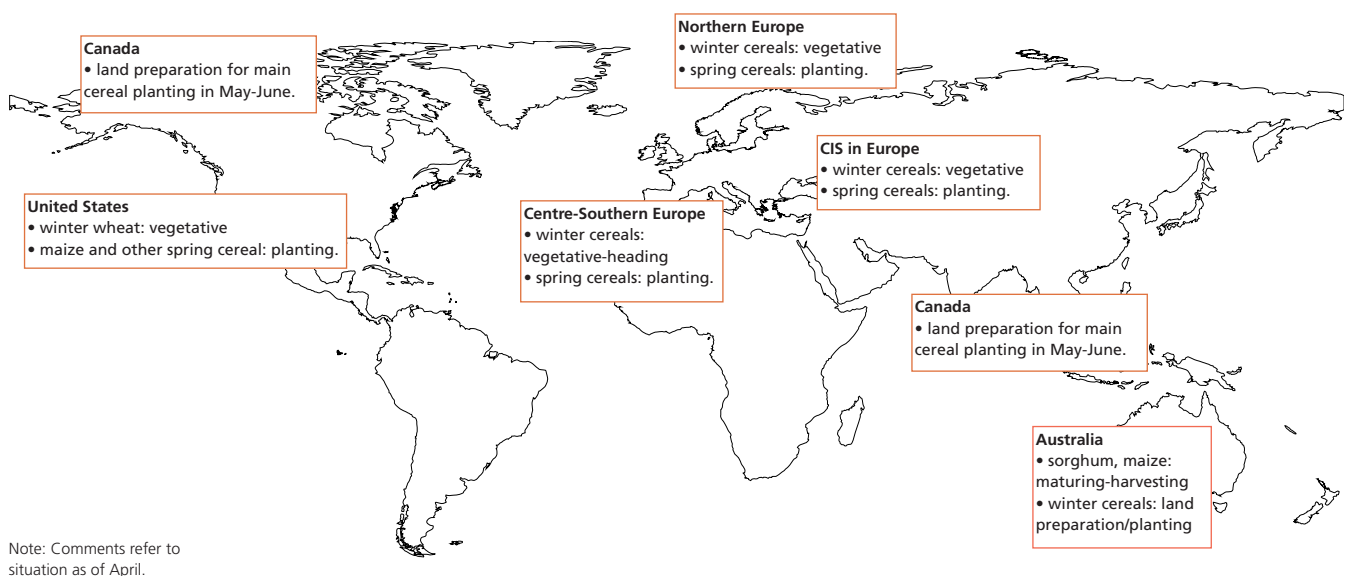 Canada
• land preparation for main
cereal planting in May-June.
Northern Europe
• winter cereals: vegetative
• spring cereals: planting.
CIS in Europe
• winter cereals: vegetative
• spring cereals: planting.
United States
• winter wheat: vegetative
• maize and other spring cereal: planting.
Centre-Southern Europe
• winter cereals:
vegetative-heading
• spring cereals: planting.
Canada
• land preparation for main
cereal planting in May-June.
Australia
• sorghum, maize:
maturing-harvesting
• winter cereals: land
preparation/planting
Note: Comments refer to
situation as of April.